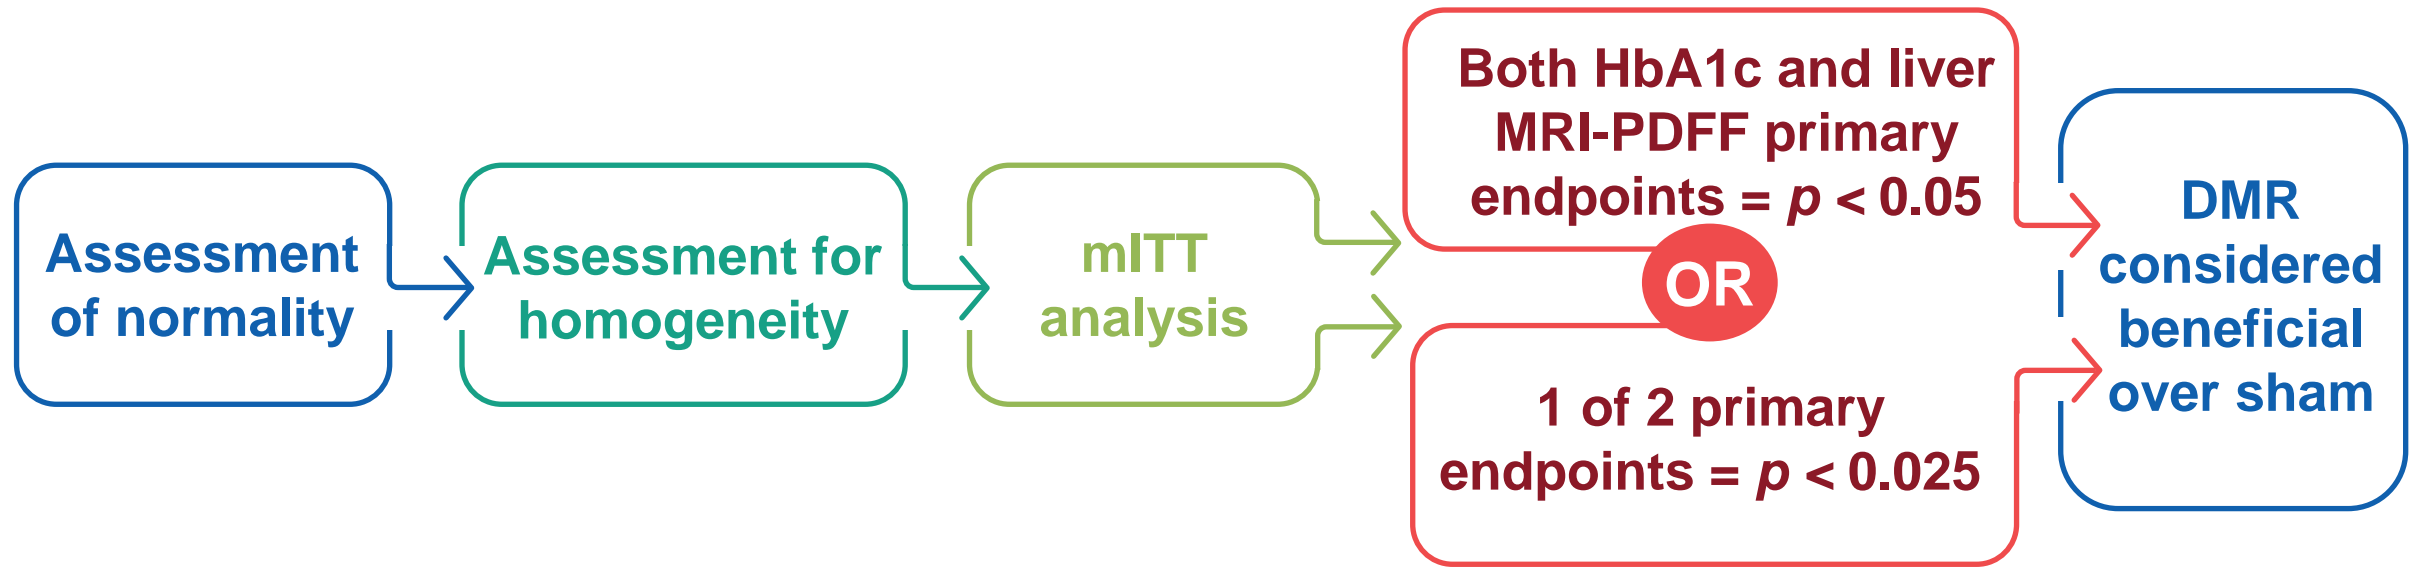 Assessment
of normality
Assessment for
homogeneity
mITT
analysis
Both HbA1c and liver
MRI-PDFF primary
endpoints = p < 0.05
OR
1 of 2 primary
endpoints = p < 0.025
DMR
considered
beneficial
over sham